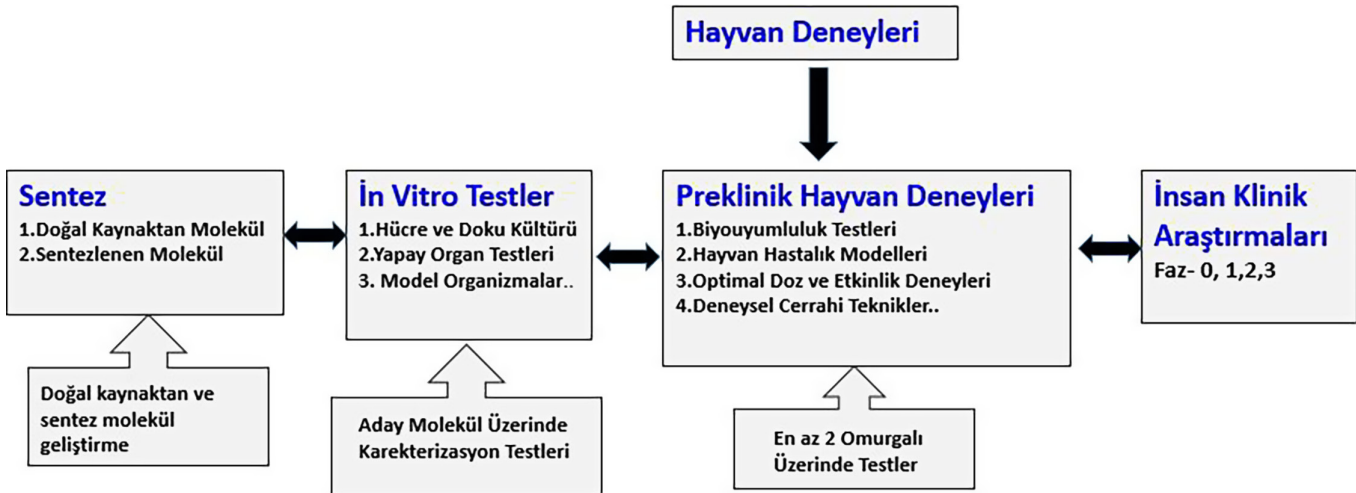 Hayvan Deneyleri
Sentez
1.Doğal Kaynaktan Molekül
2.Sentezlenen Molekül
İn Vitro Testler
1.Hücre ve Doku Kültürü
2.Yapay Organ Testleri
3. Model Organizmalar..
Preklinik Hayvan Deneyleri
1.Biyouyumluluk Testleri
2.Hayvan Hastalık Modelleri
3.Optimal Doz ve Etkinlik Deneyleri
4.Deneysel Cerrahi Teknikler..
İnsan Klinik
Araştırmaları
Faz- 0, 1,2,3
Doğal kaynaktan ve
sentez molekül
geliştirme
Aday Molekül Üzerinde
Karekterizasyon Testleri
En az 2 Omurgalı
Üzerinde Testler